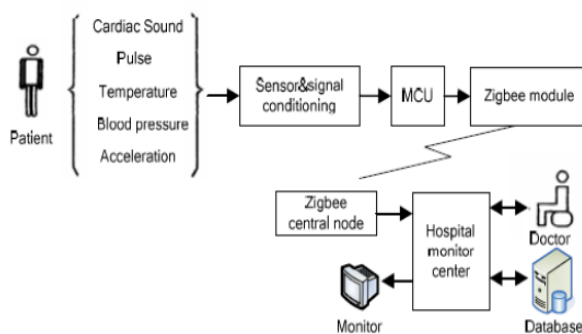 Cardiac Sound
Pulse
Temperature
Blood pressure
Acceleration
Patient
Sensor&signal
conditioning
MCU
Zigbee module
Zigbee
central node
Hospital
monitor
center
Doctor
Monitor
Database